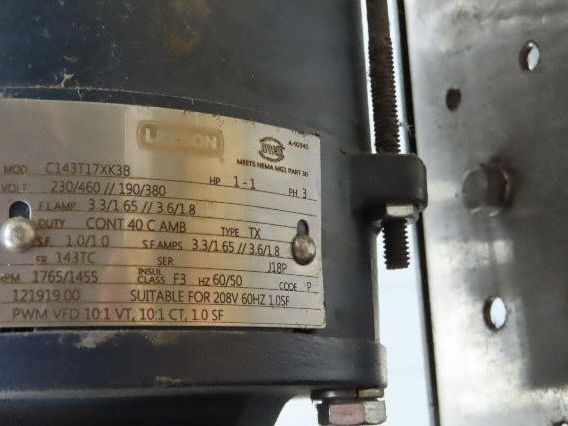 LEESON
A-92340
MEETS NEMA MG1 PART 30
MOD. C143T17XK3B
HP 1-1
PH. 3
VOLT 230/460 // 190/380
F.L.AMP 3.3/1.65 // 3.6/1.8
DUTY CONT 40 C AMB TYPE TX
S.F. 1.0/1.0 S.F.AMPS 3.3/1.65 // 3.6/1.8
FR 143TC SER. J18P
RPM 1765/1455 INSUL CLASS F3 HZ 60/50 CODE P
121919.00 SUITABLE FOR 208V 60HZ 1.0SF
PWM VFD 10:1 VT, 10:1 CT, 1.0 SF